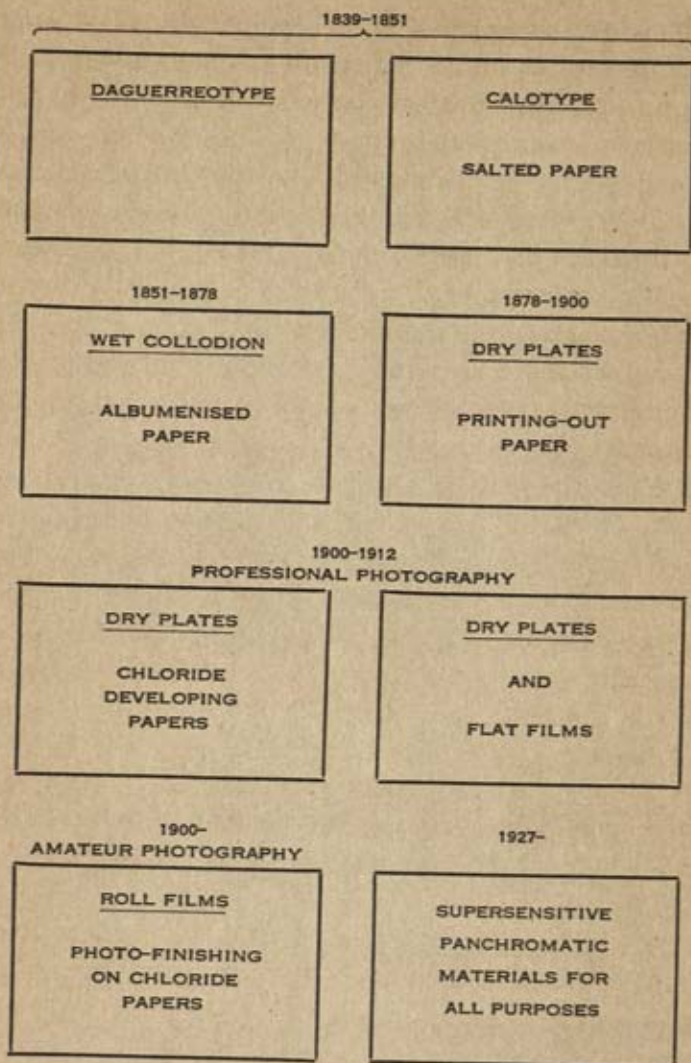 1839–1851
DAGUERREOTYPE
CALOTYPE
SALTED PAPER
1851–1878
WET COLLODION
ALBUMENISED
PAPER
1878–1900
DRY PLATES
PRINTING-OUT
PAPER
1900–1912
PROFESSIONAL PHOTOGRAPHY
DRY PLATES
CHLORIDE
DEVELOPING
PAPERS
DRY PLATES
AND
FLAT FILMS
1900–
AMATEUR PHOTOGRAPHY
ROLL FILMS
PHOTO-FINISHING
ON CHLORIDE
PAPERS
1927–
SUPERSENSITIVE
PANCHROMATIC
MATERIALS FOR
ALL PURPOSES